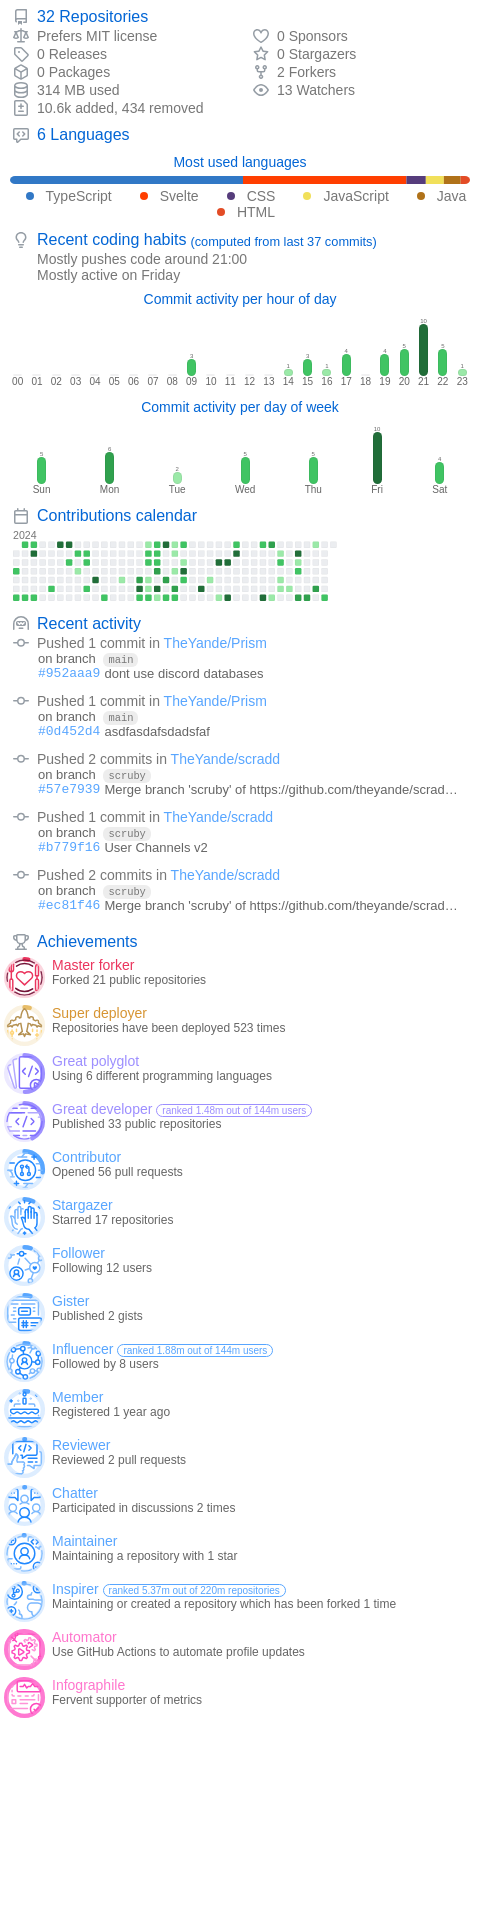 32 Repositories
Prefers MIT license
0 Sponsors
0 Releases
0 Stargazers
0 Packages
2 Forkers
314 MB used
13 Watchers
10.6k added, 434 removed
6 Languages
Most used languages
TypeScript Svelte CSS JavaScript Java
HTML
Recent coding habits (computed from last 37 commits)
Mostly pushes code around 21:00
Mostly active on Friday
Commit activity per hour of day
3 1 3 1 4 4 5 10 5 1
00 01 02 03 04 05 06 07 08 09 10 11 12 13 14 15 16 17 18 19 20 21 22 23
Commit activity per day of week
5 6 2 5 5 10 4
Sun Mon Tue Wed Thu Fri Sat
Contributions calendar
2024
Recent activity
Pushed 1 commit in TheYande/Prism
on branch main
#952aaa9 dont use discord databases
Pushed 1 commit in TheYande/Prism
on branch main
#0d452d4 asdfasdafsdadsfaf
Pushed 2 commits in TheYande/scradd
on branch scruby
#57e7939 Merge branch 'scruby' of https://github.com/theyande/scrad…
Pushed 1 commit in TheYande/scradd
on branch scruby
#b779f16 User Channels v2
Pushed 2 commits in TheYande/scradd
on branch scruby
#ec81f46 Merge branch 'scruby' of https://github.com/theyande/scrad…
Achievements
Master forker
Forked 21 public repositories
Super deployer
Repositories have been deployed 523 times
Great polyglot
Using 6 different programming languages
Great developer ranked 1.48m out of 144m users
Published 33 public repositories
Contributor
Opened 56 pull requests
Stargazer
Starred 17 repositories
Follower
Following 12 users
Gister
Published 2 gists
Influencer ranked 1.88m out of 144m users
Followed by 8 users
Member
Registered 1 year ago
Reviewer
Reviewed 2 pull requests
Chatter
Participated in discussions 2 times
Maintainer
Maintaining a repository with 1 star
Inspirer ranked 5.37m out of 220m repositories
Maintaining or created a repository which has been forked 1 time
Automator
Use GitHub Actions to automate profile updates
Infographile
Fervent supporter of metrics